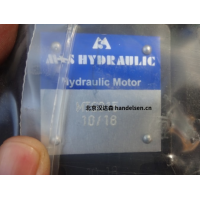 M+S HYDRAULIC
Hydraulic Motor
10/16
北京汉达森 handelsen.cn